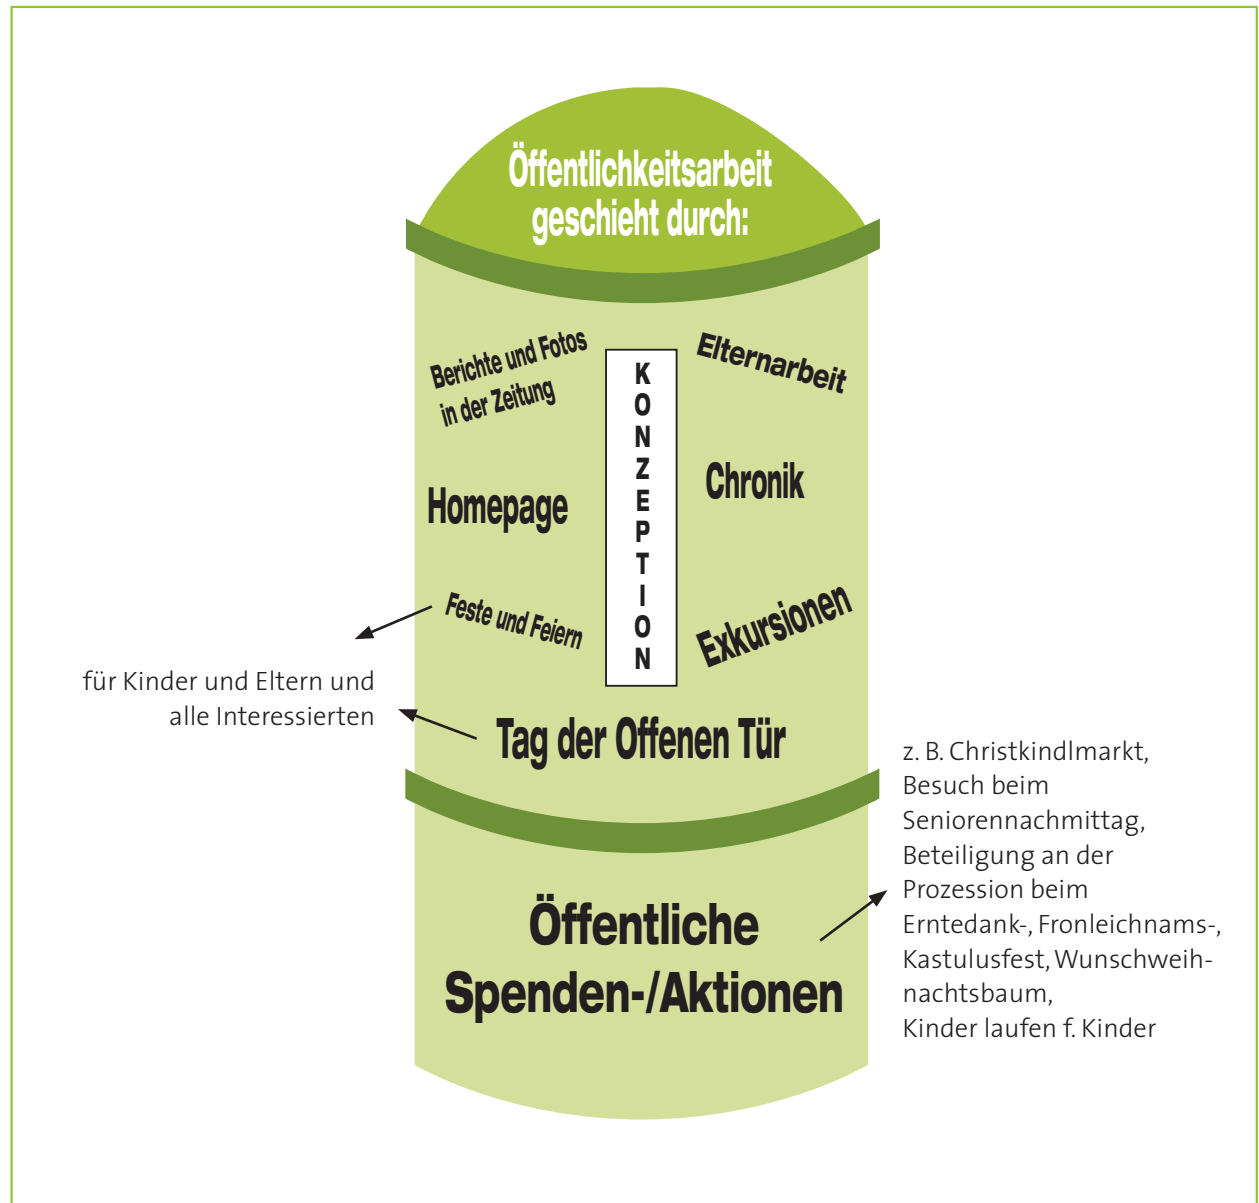 Öffentlichkeitsarbeit
geschieht durch:
Berichte und Fotos
in der Zeitung
Homepage
Feste und Feiern
KONZEPTION
Elternarbeit
Chronik
Exkursionen
Tag der Offenen Tür
für Kinder und Eltern und
alle Interessierten
Öffentliche
Spenden-/Aktionen
z. B. Christkindlmarkt,
Besuch beim
Seniorennachmittag,
Beteiligung an der
Prozession beim
Erntedank-, Fronleichnams-,
Kastulusfest, Wunschweih-
nachtsbaum,
Kinder laufen f. Kinder